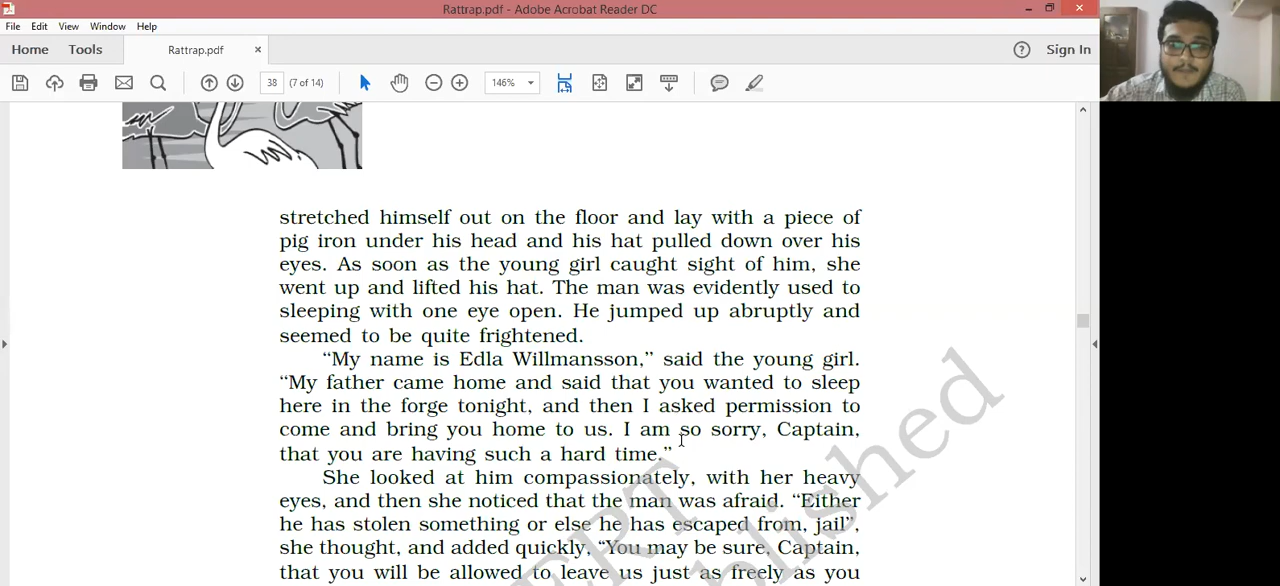 Rattrap.pdf - Adobe Acrobat Reader DC
File Edit View Window Help
Home Tools Rattrap.pdf × ? Sign In
38 (7 of 14) 146%
stretched himself out on the floor and lay with a piece of
pig iron under his head and his hat pulled down over his
eyes. As soon as the young girl caught sight of him, she
went up and lifted his hat. The man was evidently used to
sleeping with one eye open. He jumped up abruptly and
seemed to be quite frightened.
“My name is Edla Willmansson,” said the young girl.
“My father came home and said that you wanted to sleep
here in the forge tonight, and then I asked permission to
come and bring you home to us. I am so sorry, Captain,
that you are having such a hard time.”
She looked at him compassionately, with her heavy
eyes, and then she noticed that the man was afraid. “Either
he has stolen something or else he has escaped from, jail”,
she thought, and added quickly, “You may be sure, Captain,
that you will be allowed to leave us just as freely as you